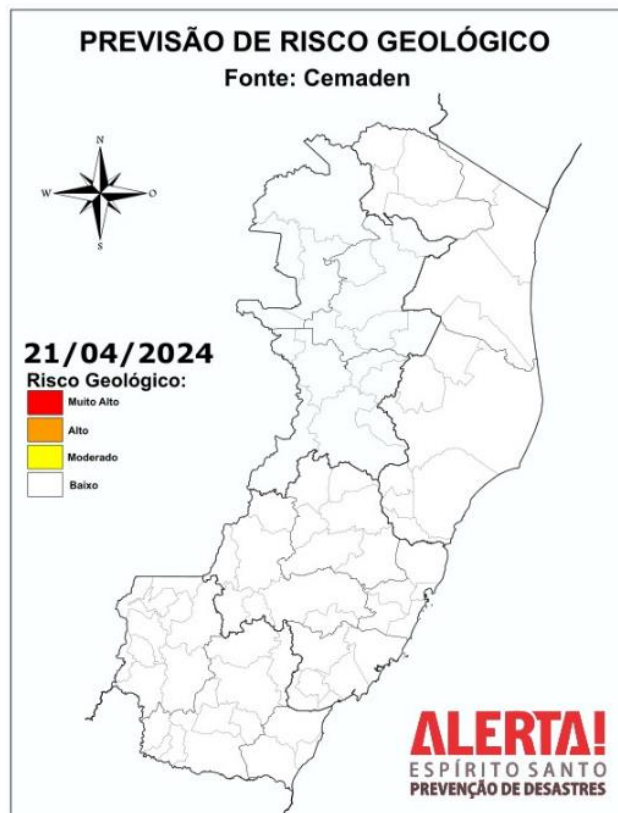 PREVISÃO DE RISCO GEOLÓGICO
Fonte: Cemaden
N
W
O
S
21/04/2024
Risco Geológico:
Muito Alto
Alto
Moderado
Baixo
ALERTA!
ESPÍRITO SANTO
PREVENÇÃO DE DESASTRES